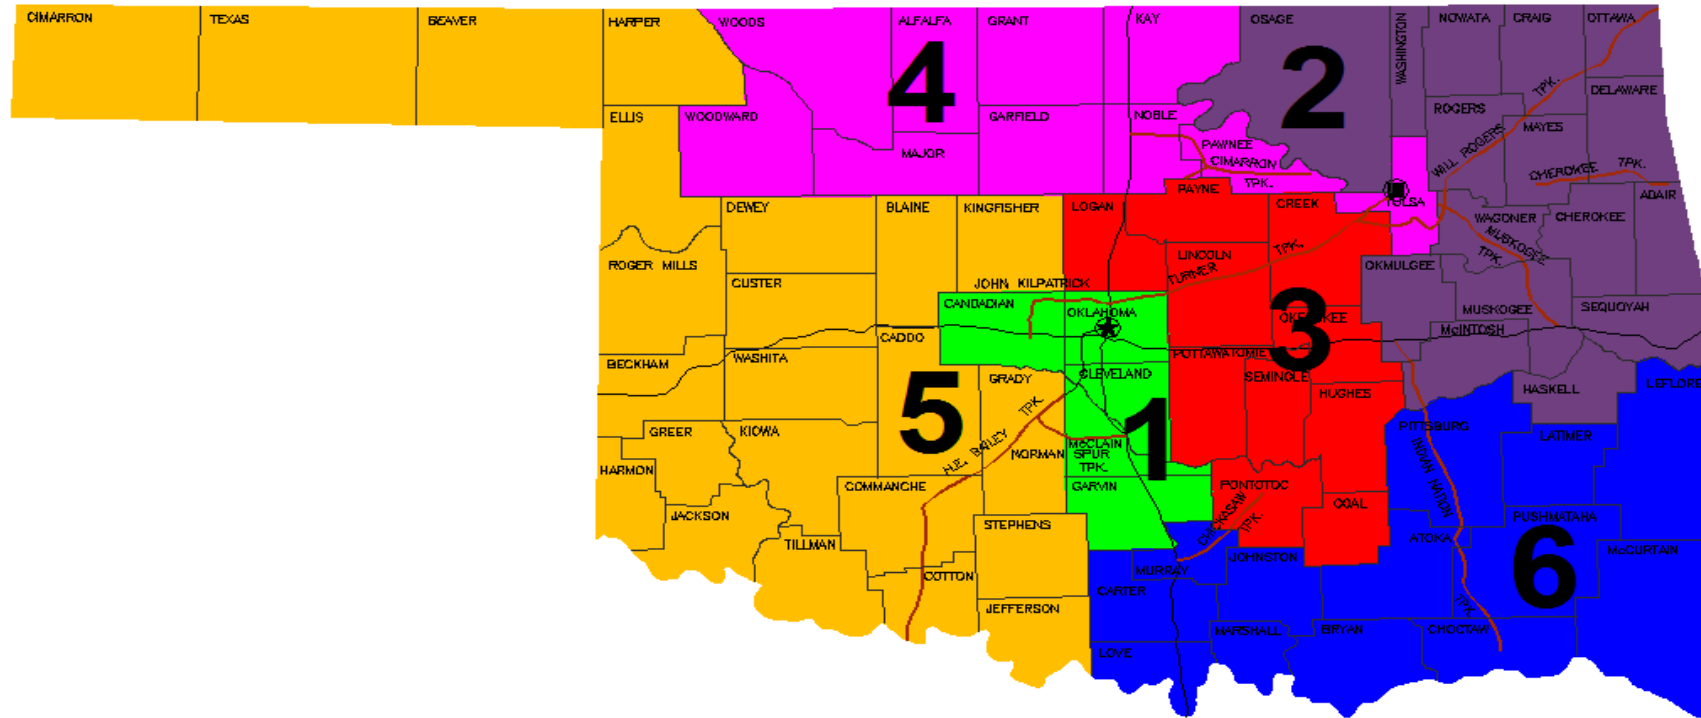 CIMARRON
TEXAS
BEAVER
HARPER
WOODS
ALFALFA
GRANT
KAY
OSAGE
WASHINGTON
NOWATA
CRAIG
OTTAWA
4
2
TPK.
DELAWARE
ELLIS
WOODWARD
GARFIELD
NOBLE
ROGERS
MAYES
MAJOR
PAWNEE
CIMARRON
TPK.
WILL ROGERS
CHEROKEE
TPK.
PAYNE
ADAIR
DEWEY
BLAINE
KINGFISHER
LOGAN
CREEK
TULSA
WAGONER
CHEROKEE
MUSKOGEE
TPK.
ROGER MILLS
LINCOLN
TPK.
TURNER
OKMULGEE
CUSTER
JOHN KILPATRICK
CANDADIAN
OKLAHOMA
3
MUSKOGEE
SEQUOYAH
CADDO
McINTOSH
BECKHAM
WASHITA
POTTAWATOMIE
5
GRADY
CLEVELAND
SEMINOLE
HUGHES
HASKELL
LEFLORE
TPK.
1
GREER
KIOWA
H.E. BAILEY
McCLAIN
NORMAN SPUR
TPK.
PITTSBURG
LATIMER
INDIAN NATION
HARMON
COMMANCHE
GARVIN
PONTOTOC
CHICKASAW
TPK.
COAL
JACKSON
STEPHENS
PUSHMATAHA
TILLMAN
ATOKA
6
McCURTAIN
JOHNSTON
MURRAY
COTTON
CARTER
JEFFERSON
TPK.
MARSHALL
BRYAN
CHOCTAW
LOVE